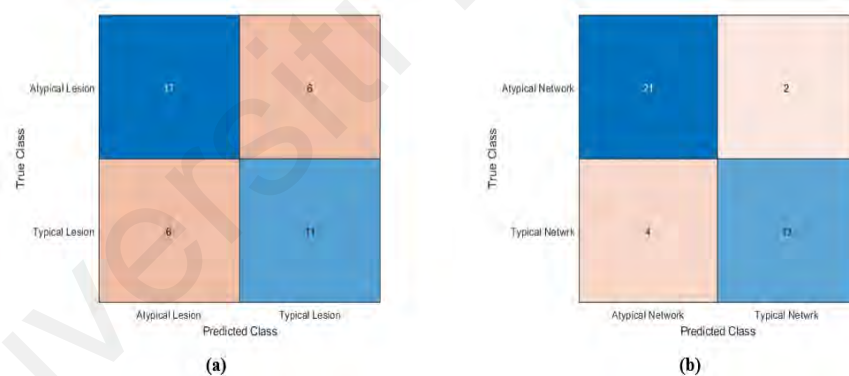 Atypical Lesion
17
6
Typical Lesion
6
11
True Class
Atypical Lesion Typical Lesion
Predicted Class
(a)
Atypical Network
21
2
Typical Netwrk
4
13
True Class
Atypical Network Typical Netwrk
Predicted Class
(b)